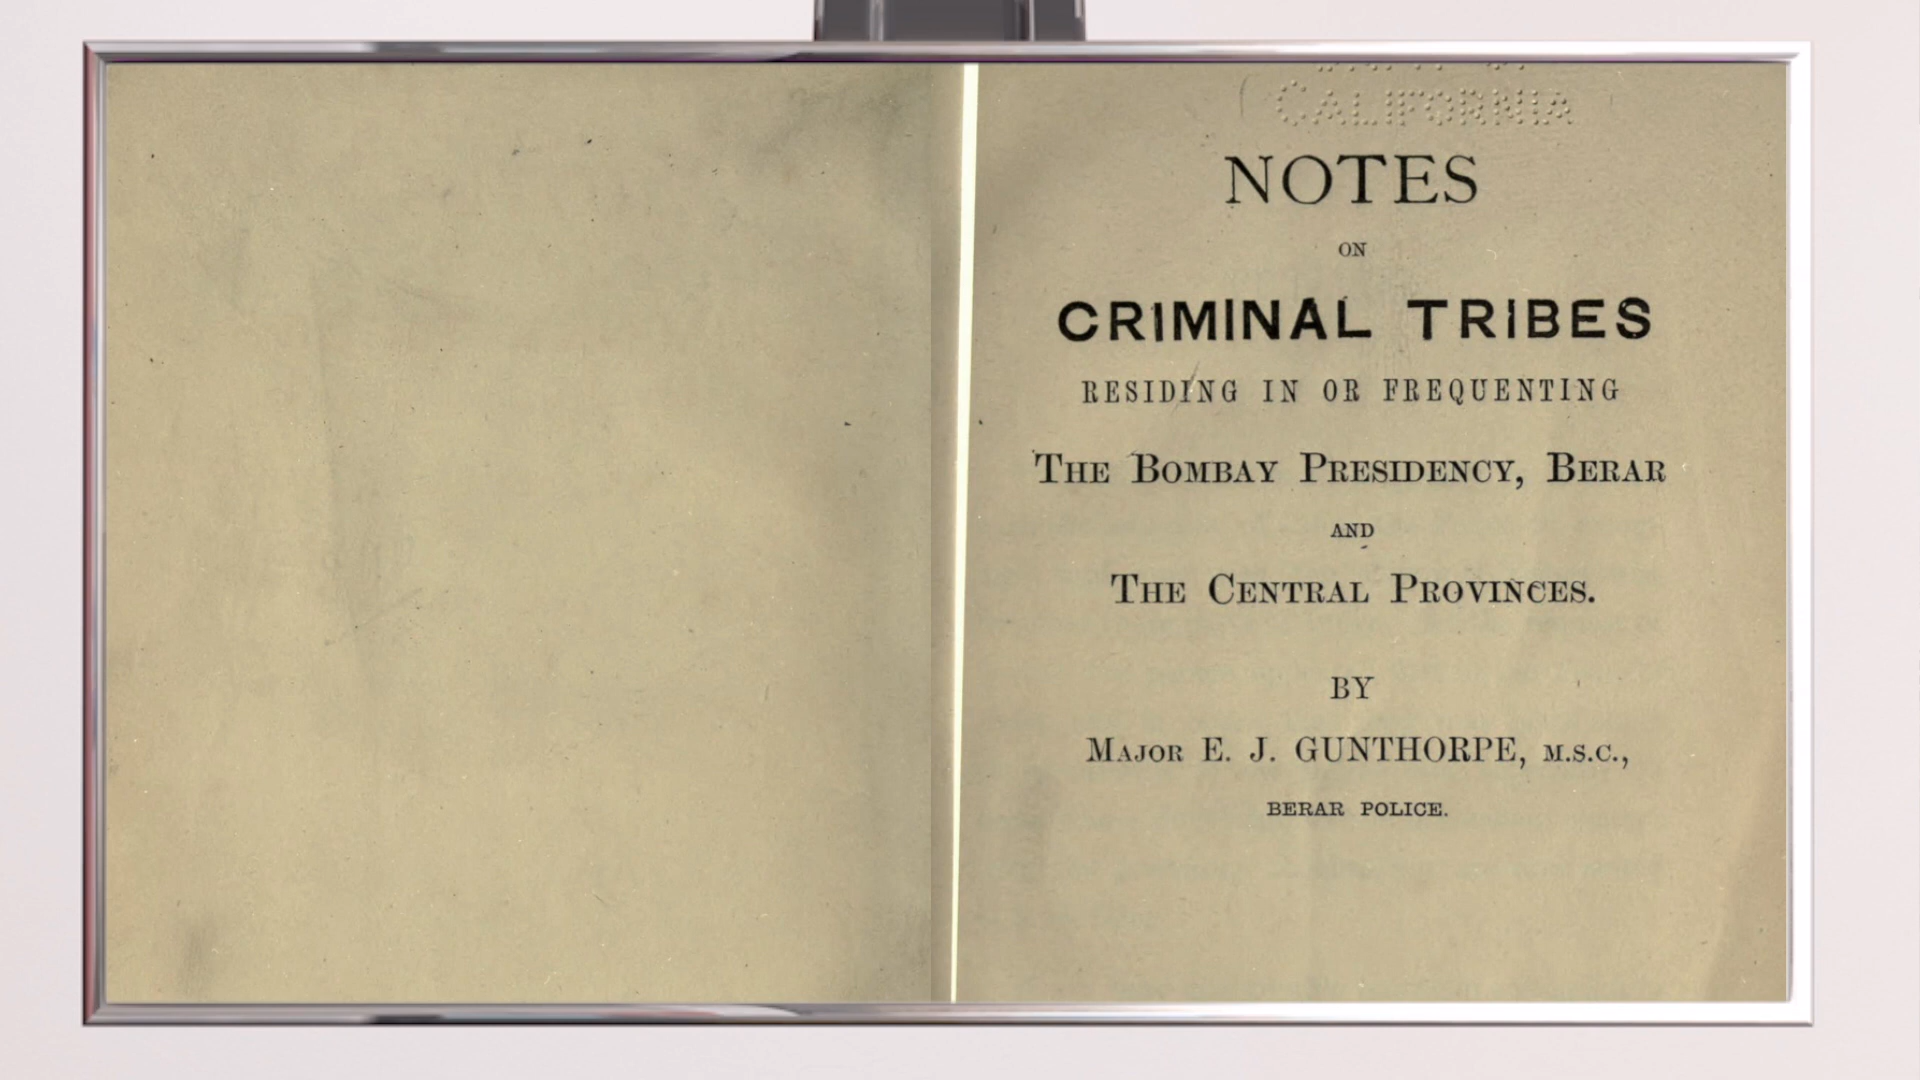 CALIFORNIA
NOTES
ON
CRIMINAL TRIBES
RESIDING IN OR FREQUENTING
THE BOMBAY PRESIDENCY, BERAR
AND
THE CENTRAL PROVINCES.
BY
MAJOR E. J. GUNTHORPE, M.S.C.,
BERAR POLICE.